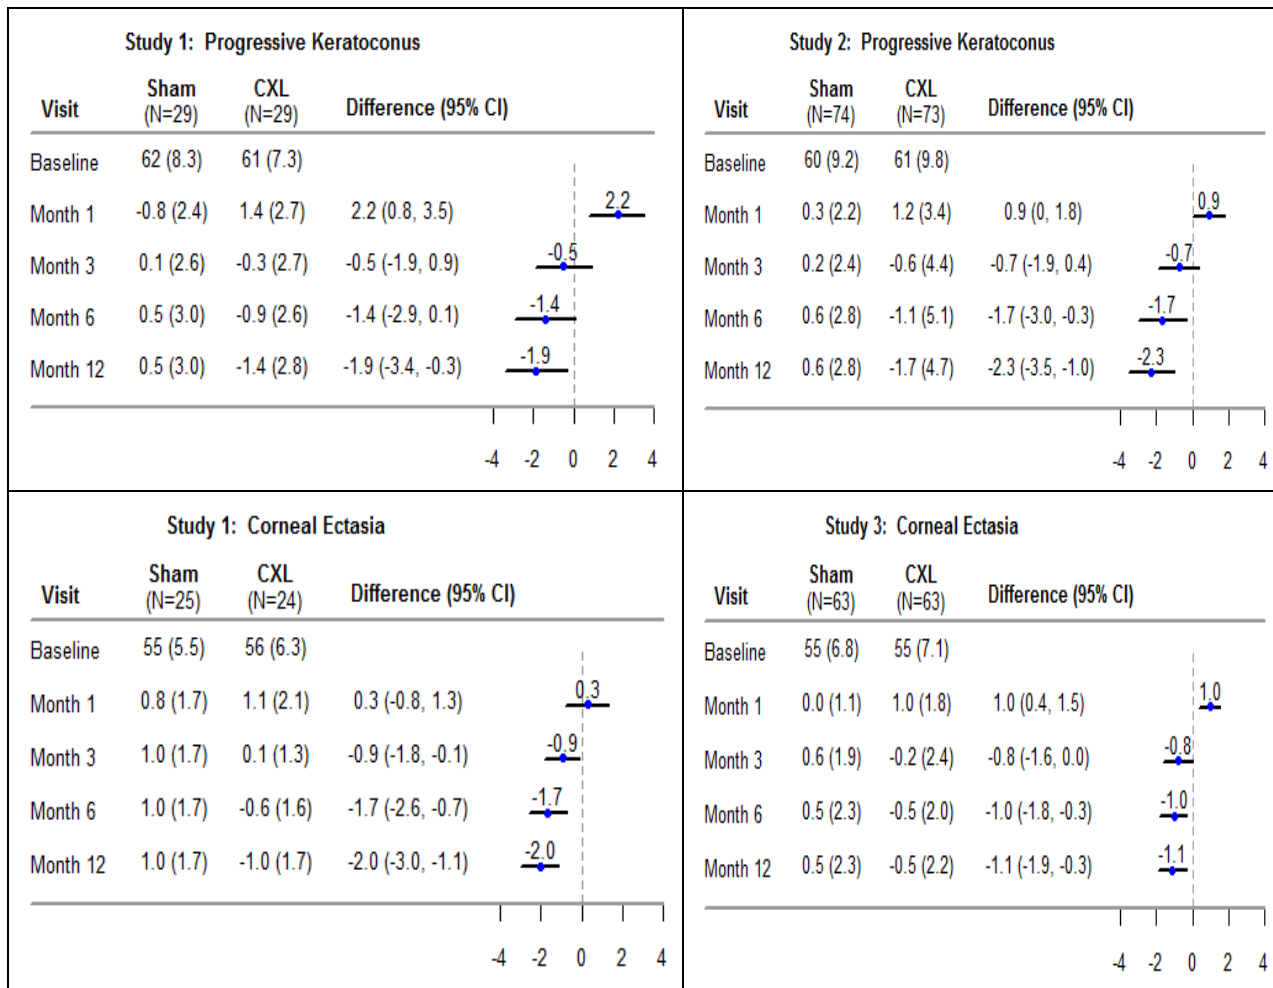 Study 1: Progressive Keratoconus
Visit Sham (N=29) CXL (N=29) Difference (95% CI)
Baseline 62 (8.3) 61 (7.3)
Month 1 -0.8 (2.4) 1.4 (2.7) 2.2 (0.8, 3.5) 2.2
Month 3 0.1 (2.6) -0.3 (2.7) -0.5 (-1.9, 0.9) -0.5
Month 6 0.5 (3.0) -0.9 (2.6) -1.4 (-2.9, 0.1) -1.4
Month 12 0.5 (3.0) -1.4 (2.8) -1.9 (-3.4, -0.3) -1.9
-4 -2 0 2 4
Study 2: Progressive Keratoconus
Visit Sham (N=74) CXL (N=73) Difference (95% CI)
Baseline 60 (9.2) 61 (9.8)
Month 1 0.3 (2.2) 1.2 (3.4) 0.9 (0, 1.8) 0.9
Month 3 0.2 (2.4) -0.6 (4.4) -0.7 (-1.9, 0.4) -0.7
Month 6 0.6 (2.8) -1.1 (5.1) -1.7 (-3.0, -0.3) -1.7
Month 12 0.6 (2.8) -1.7 (4.7) -2.3 (-3.5, -1.0) -2.3
-4 -2 0 2 4
Study 1: Corneal Ectasia
Visit Sham (N=25) CXL (N=24) Difference (95% CI)
Baseline 55 (5.5) 56 (6.3)
Month 1 0.8 (1.7) 1.1 (2.1) 0.3 (-0.8, 1.3) 0.3
Month 3 1.0 (1.7) 0.1 (1.3) -0.9 (-1.8, -0.1) -0.9
Month 6 1.0 (1.7) -0.6 (1.6) -1.7 (-2.6, -0.7) -1.7
Month 12 1.0 (1.7) -1.0 (1.7) -2.0 (-3.0, -1.1) -2.0
-4 -2 0 2 4
Study 3: Corneal Ectasia
Visit Sham (N=63) CXL (N=63) Difference (95% CI)
Baseline 55 (6.8) 55 (7.1)
Month 1 0.0 (1.1) 1.0 (1.8) 1.0 (0.4, 1.5) 1.0
Month 3 0.6 (1.9) -0.2 (2.4) -0.8 (-1.6, 0.0) -0.8
Month 6 0.5 (2.3) -0.5 (2.0) -1.0 (-1.8, -0.3) -1.0
Month 12 0.5 (2.3) -0.5 (2.2) -1.1 (-1.9, -0.3) -1.1
-4 -2 0 2 4